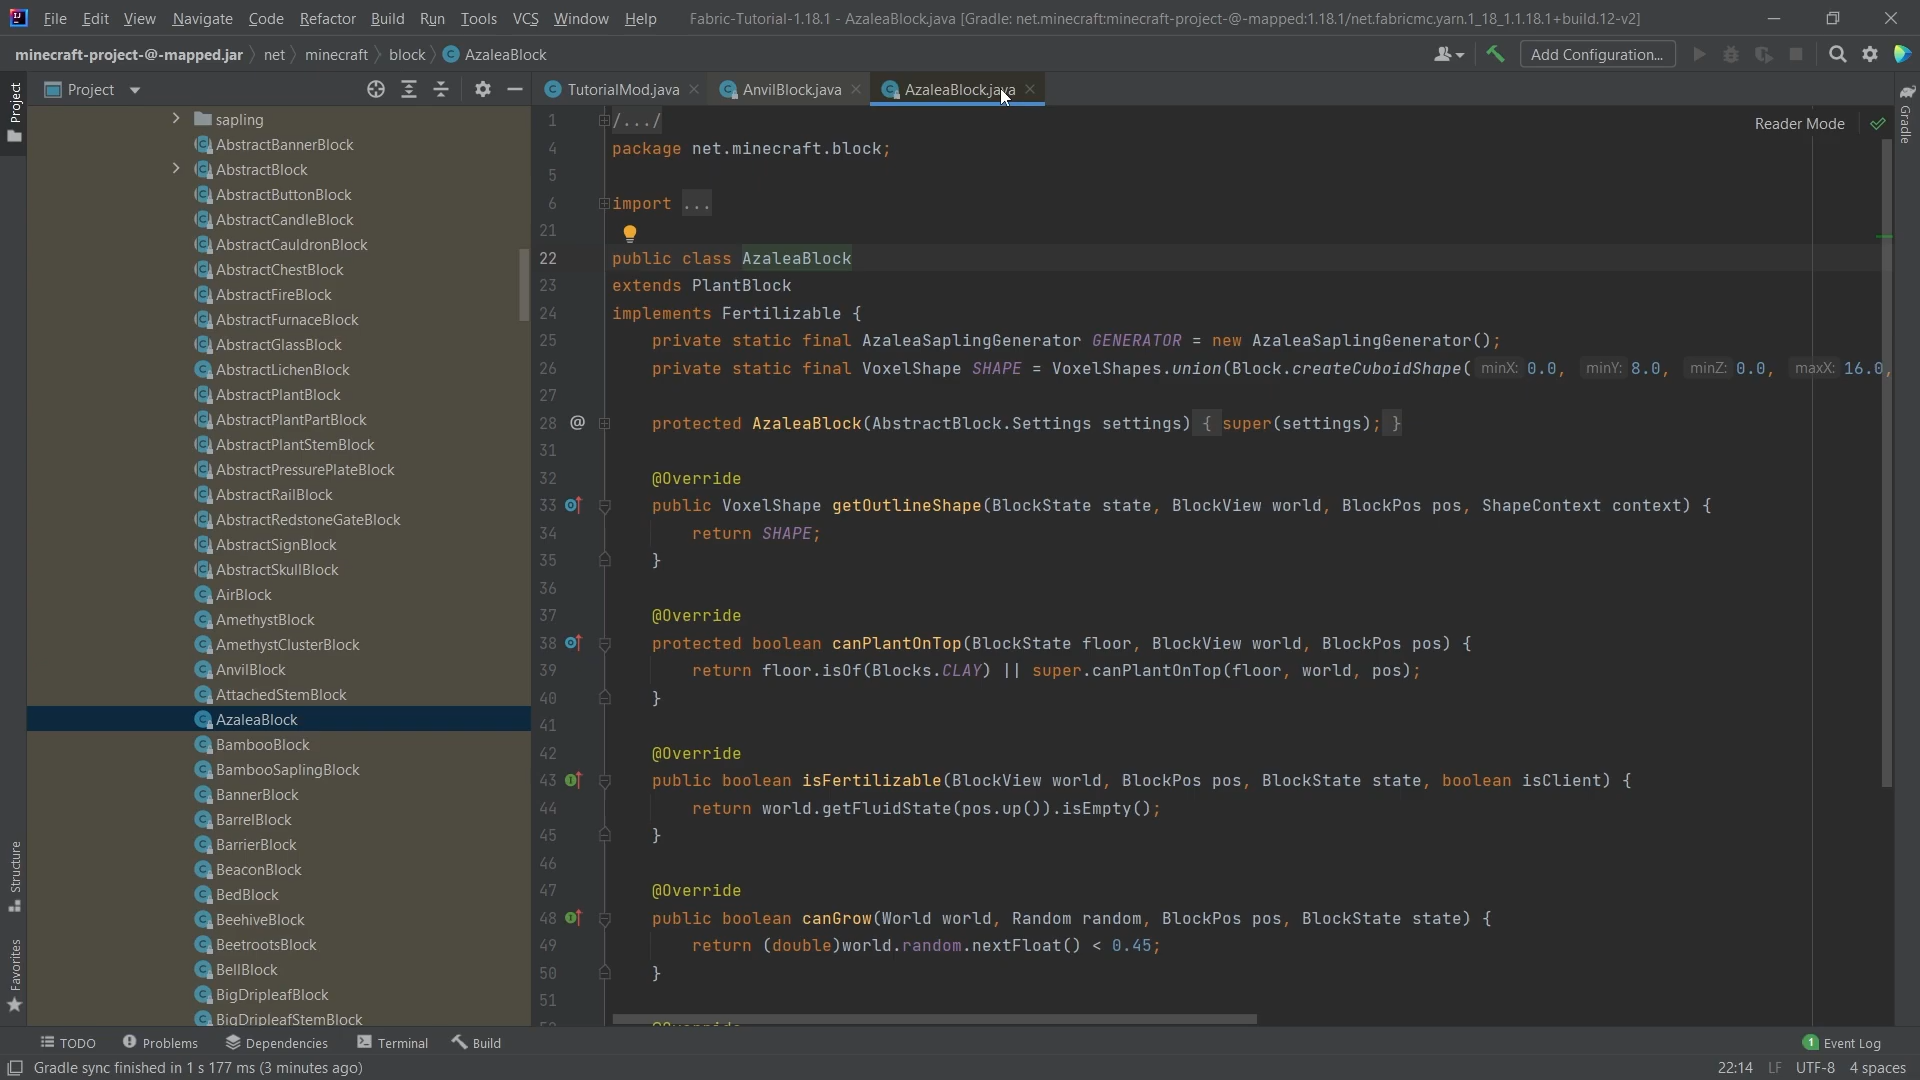 File Edit View Navigate Code Refactor Build Run Tools VCS Window Help Fabric-Tutorial-1.18.1 - AzaleaBlock.java [Gradle: net.minecraft:minecraft-project-@-mapped:1.18.1/net.fabricmc.yarn.1_18_1.1.18.1+build.12-v2]
minecraft-project-@-mapped.jar net minecraft block AzaleaBlock Add Configuration...
Project Project TutorialMod.java AnvilBlock.java AzaleaBlock.java Gradle
Reader Mode
sapling
AbstractBannerBlock
AbstractBlock
AbstractButtonBlock
AbstractCandleBlock
AbstractCauldronBlock
AbstractChestBlock
AbstractFireBlock
AbstractFurnaceBlock
AbstractGlassBlock
AbstractLichenBlock
AbstractPlantBlock
AbstractPlantPartBlock
AbstractPlantStemBlock
AbstractPressurePlateBlock
AbstractRailBlock
AbstractRedstoneGateBlock
AbstractSignBlock
AbstractSkullBlock
AirBlock
AmethystBlock
AmethystClusterBlock
AnvilBlock
AttachedStemBlock
AzaleaBlock
BambooBlock
BambooSaplingBlock
BannerBlock
BarrelBlock
BarrierBlock
BeaconBlock
BedBlock
BeehiveBlock
BeetrootsBlock
BellBlock
BigDripleafBlock
BigDripleafStemBlock
1 /.../
4 package net.minecraft.block;
5
6 import ...
21
22 public class AzaleaBlock
23 extends PlantBlock
24 implements Fertilizable {
25 private static final AzaleaSaplingGenerator GENERATOR = new AzaleaSaplingGenerator();
26 private static final VoxelShape SHAPE = VoxelShapes.union(Block.createCuboidShape( minX: 0.0, minY: 8.0, minZ: 0.0, maxX: 16.0,
27
28 @ protected AzaleaBlock(AbstractBlock.Settings settings) { super(settings); }
31
32 @Override
33 public VoxelShape getOutlineShape(BlockState state, BlockView world, BlockPos pos, ShapeContext context) {
34 return SHAPE;
35 }
36
37 @Override
38 protected boolean canPlantOnTop(BlockState floor, BlockView world, BlockPos pos) {
39 return floor.isOf(Blocks.CLAY) || super.canPlantOnTop(floor, world, pos);
40 }
41
42 @Override
43 public boolean isFertilizable(BlockView world, BlockPos pos, BlockState state, boolean isClient) {
44 return world.getFluidState(pos.up()).isEmpty();
45 }
46
47 @Override
48 public boolean canGrow(World world, Random random, BlockPos pos, BlockState state) {
49 return (double)world.random.nextFloat() < 0.45;
50 }
51
Structure
Favorites
TODO Problems Dependencies Terminal Build 1 Event Log
Gradle sync finished in 1 s 177 ms (3 minutes ago) 22:14 LF UTF-8 4 spaces